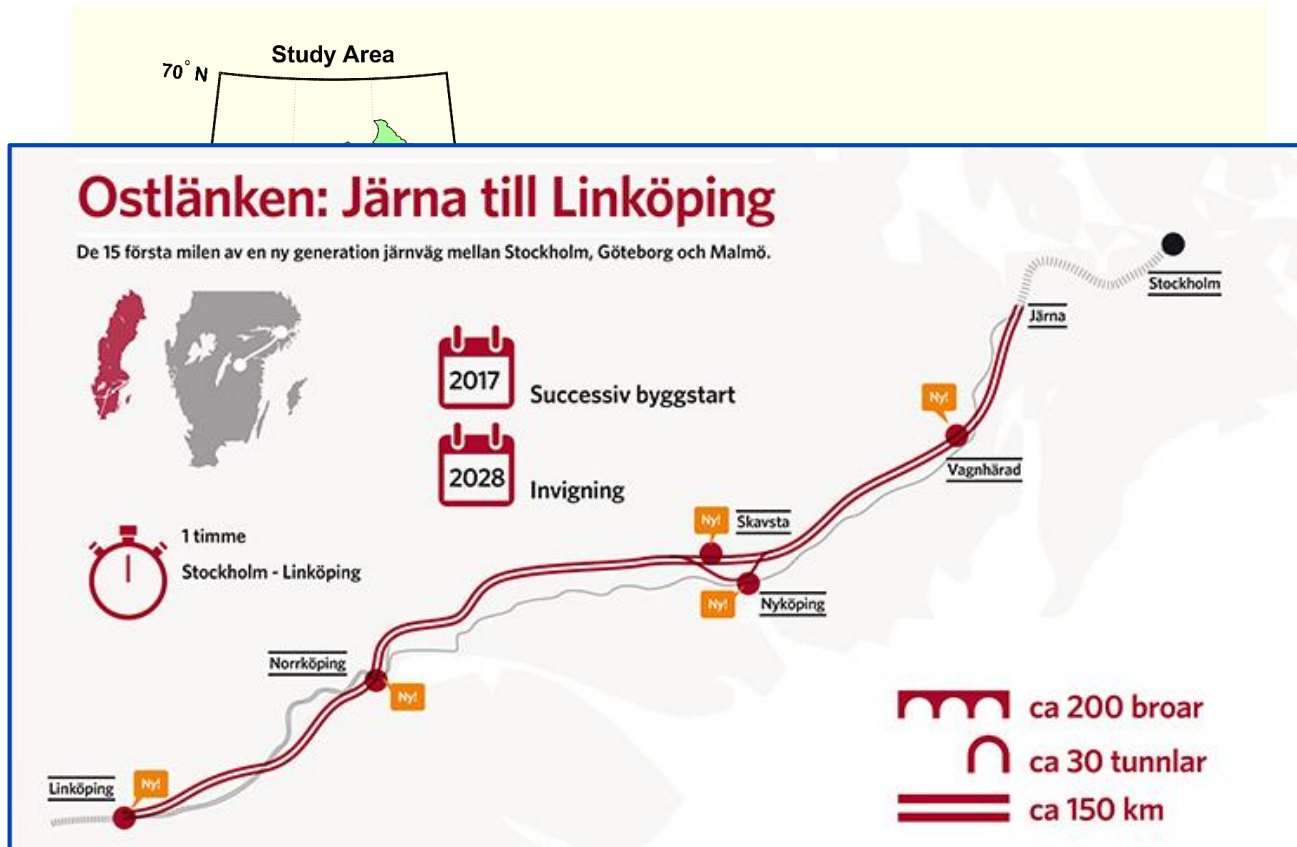 Study Area
70° N
Ostlänken: Järna till Linköping
De 15 första milen av en ny generation järnväg mellan Stockholm, Göteborg och Malmö.
Stockholm
Järna
2017
Successiv byggstart
Ny!
Vagnhärad
2028
Invigning
Ny!
Skavsta
1 timme
Stockholm - Linköping
Ny!
Nyköping
Norrköping
Ny!
ca 200 broar
ca 30 tunnlar
Linköping
Ny!
ca 150 km